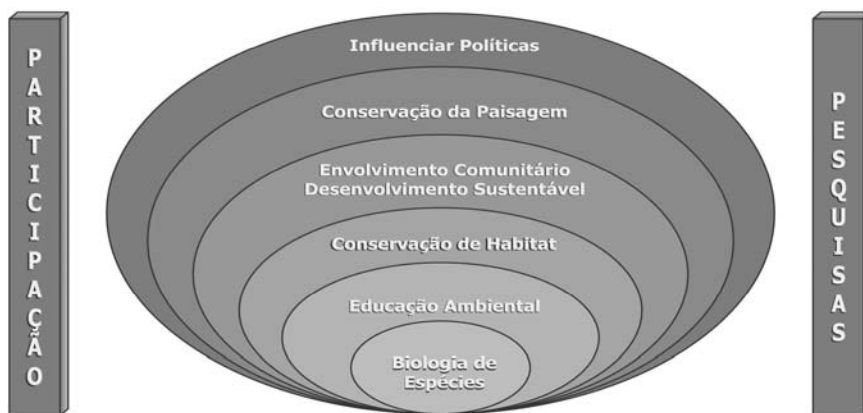 PARTICIPAÇÃO
Influenciar Políticas
Conservação da Paisagem
Envolvimento Comunitário
Desenvolvimento Sustentável
Conservação de Habitat
Educação Ambiental
Biologia de
Espécies
PESQUISAS